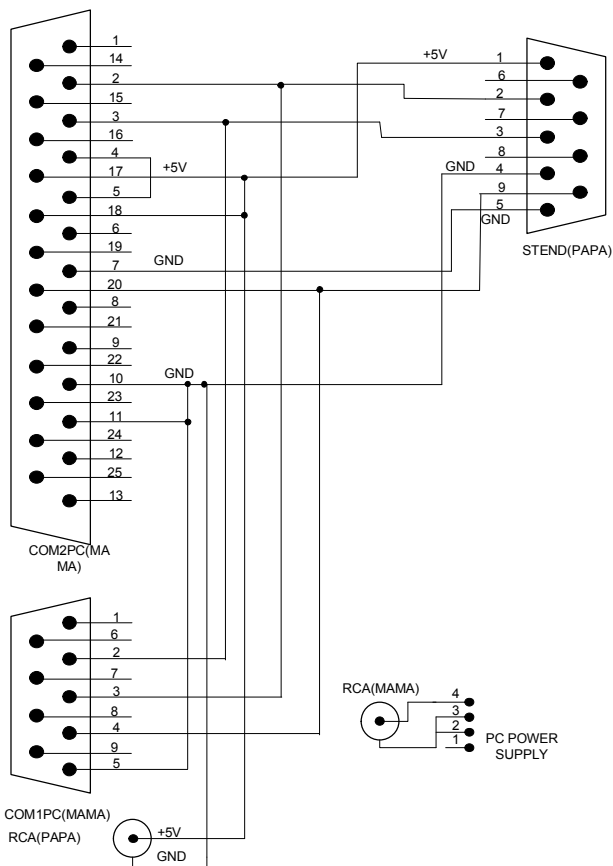 1
14
2
15
3
16
4
17
+5V
5
18
6
19
7
GND
20
8
21
9
22
10
GND
23
11
24
12
25
13
COM2PC(MA
MA)
+5V
1
6
2
7
3
8
GND
4
9
5
GND
STEND(PAPA)
1
6
2
7
3
8
4
9
5
COM1PC(MAMA)
RCA(PAPA)
+5V
GND
RCA(MAMA)
4
3
2
1
PC POWER
SUPPLY